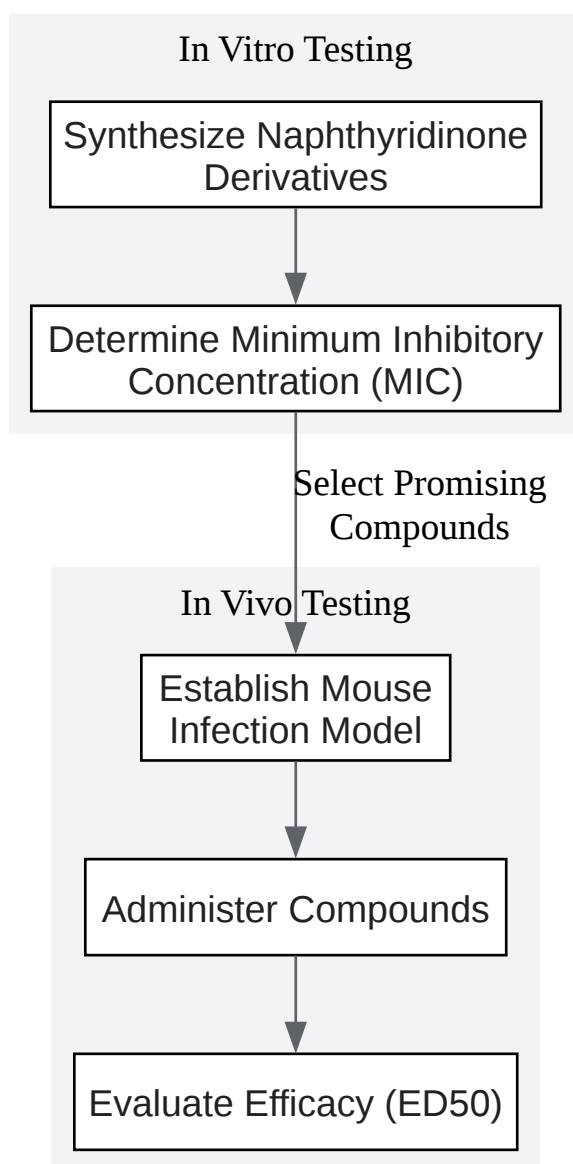 In Vitro Testing
Synthesize Naphthyridinone
Derivatives
Determine Minimum Inhibitory
Concentration (MIC)
Select Promising
Compounds
In Vivo Testing
Establish Mouse
Infection Model
Administer Compounds
Evaluate Efficacy (ED50)